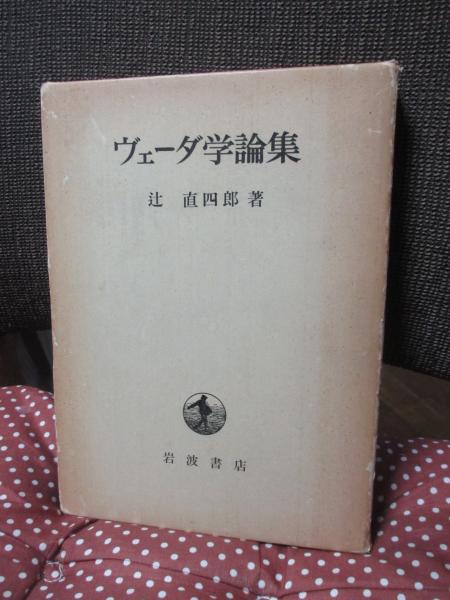 ヴェーダ学論集
辻 直四郎 著
岩波書店